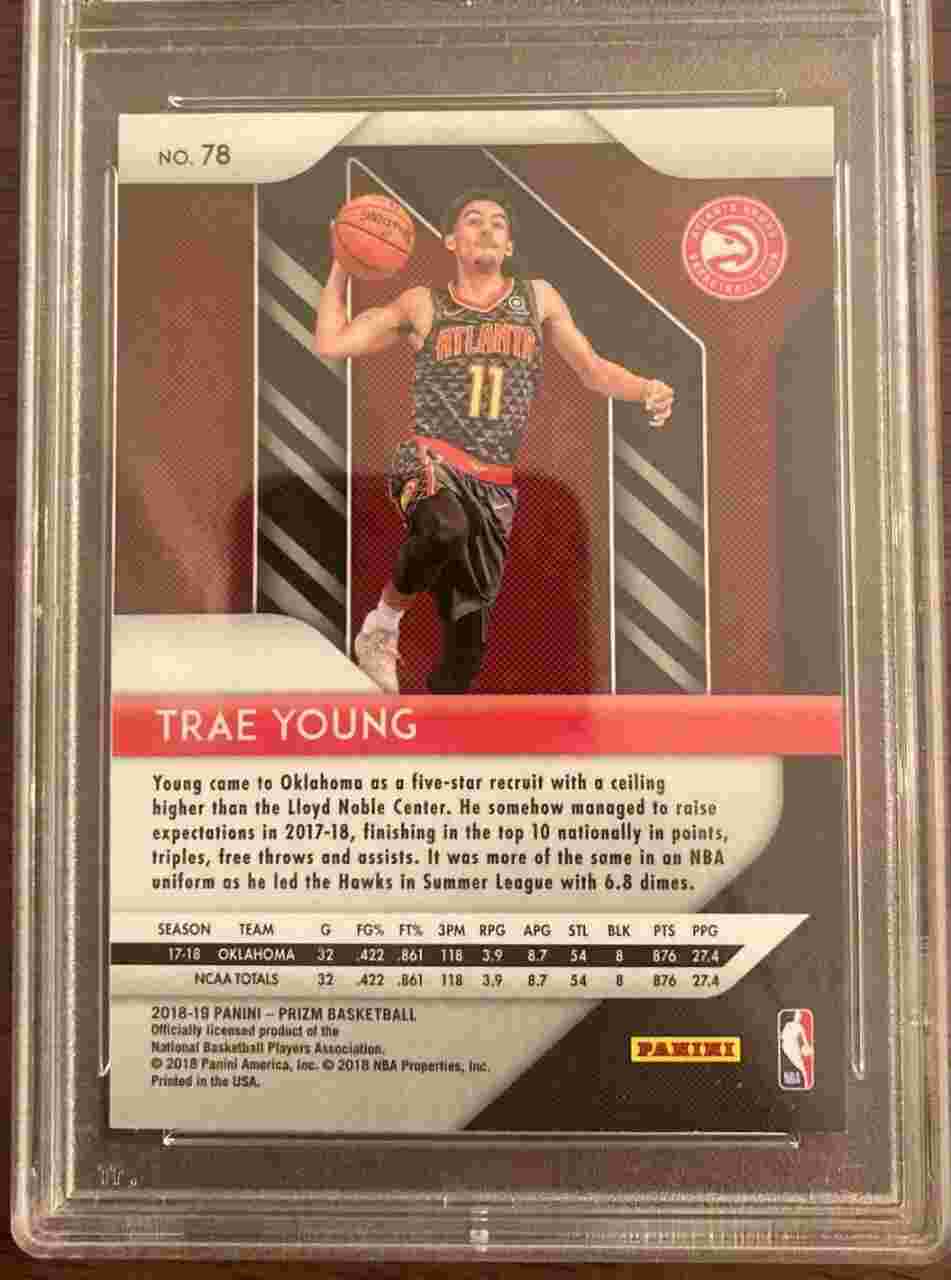 NO. 78
ATLANTA HAWKS
BASKETBALL CLUB
ATLANTA
11
TRAE YOUNG
Young came to Oklahoma as a five-star recruit with a ceiling
higher than the Lloyd Noble Center. He somehow managed to raise
expectations in 2017-18, finishing in the top 10 nationally in points,
triples, free throws and assists. It was more of the same in an NBA
uniform as he led the Hawks in Summer League with 6.8 dimes.
SEASON TEAM G FG% FT% 3PM RPG APG STL BLK PTS PPG
17-18 OKLAHOMA 32 .422 .861 118 3.9 8.7 54 8 876 27.4
NCAA TOTALS 32 .422 .861 118 3.9 8.7 54 8 876 27.4
2018-19 PANINI – PRIZM BASKETBALL
Officially licensed product of the
National Basketball Players Association.
© 2018 Panini America, Inc. © 2018 NBA Properties, Inc.
Printed in the USA.
PANINI
NBA